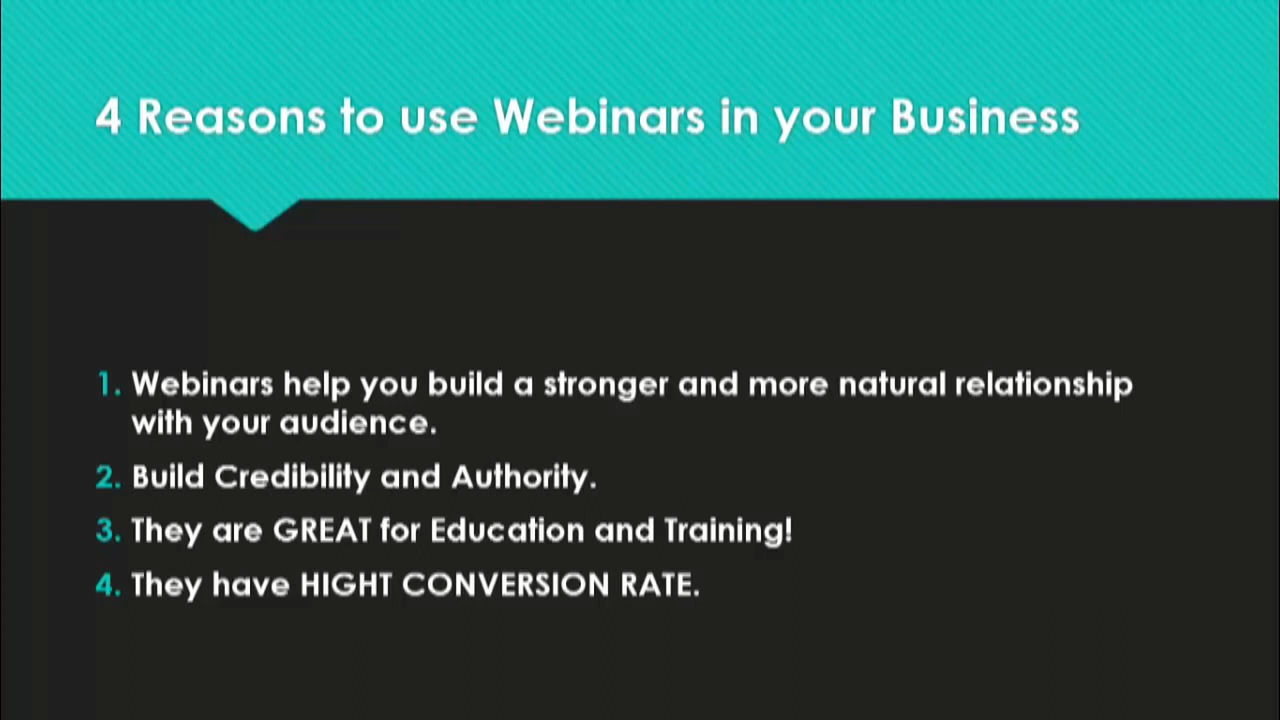 4 Reasons to use Webinars in your Business
1. Webinars help you build a stronger and more natural relationship
with your audience.
2. Build Credibility and Authority.
3. They are GREAT for Education and Training!
4. They have HIGHT CONVERSION RATE.